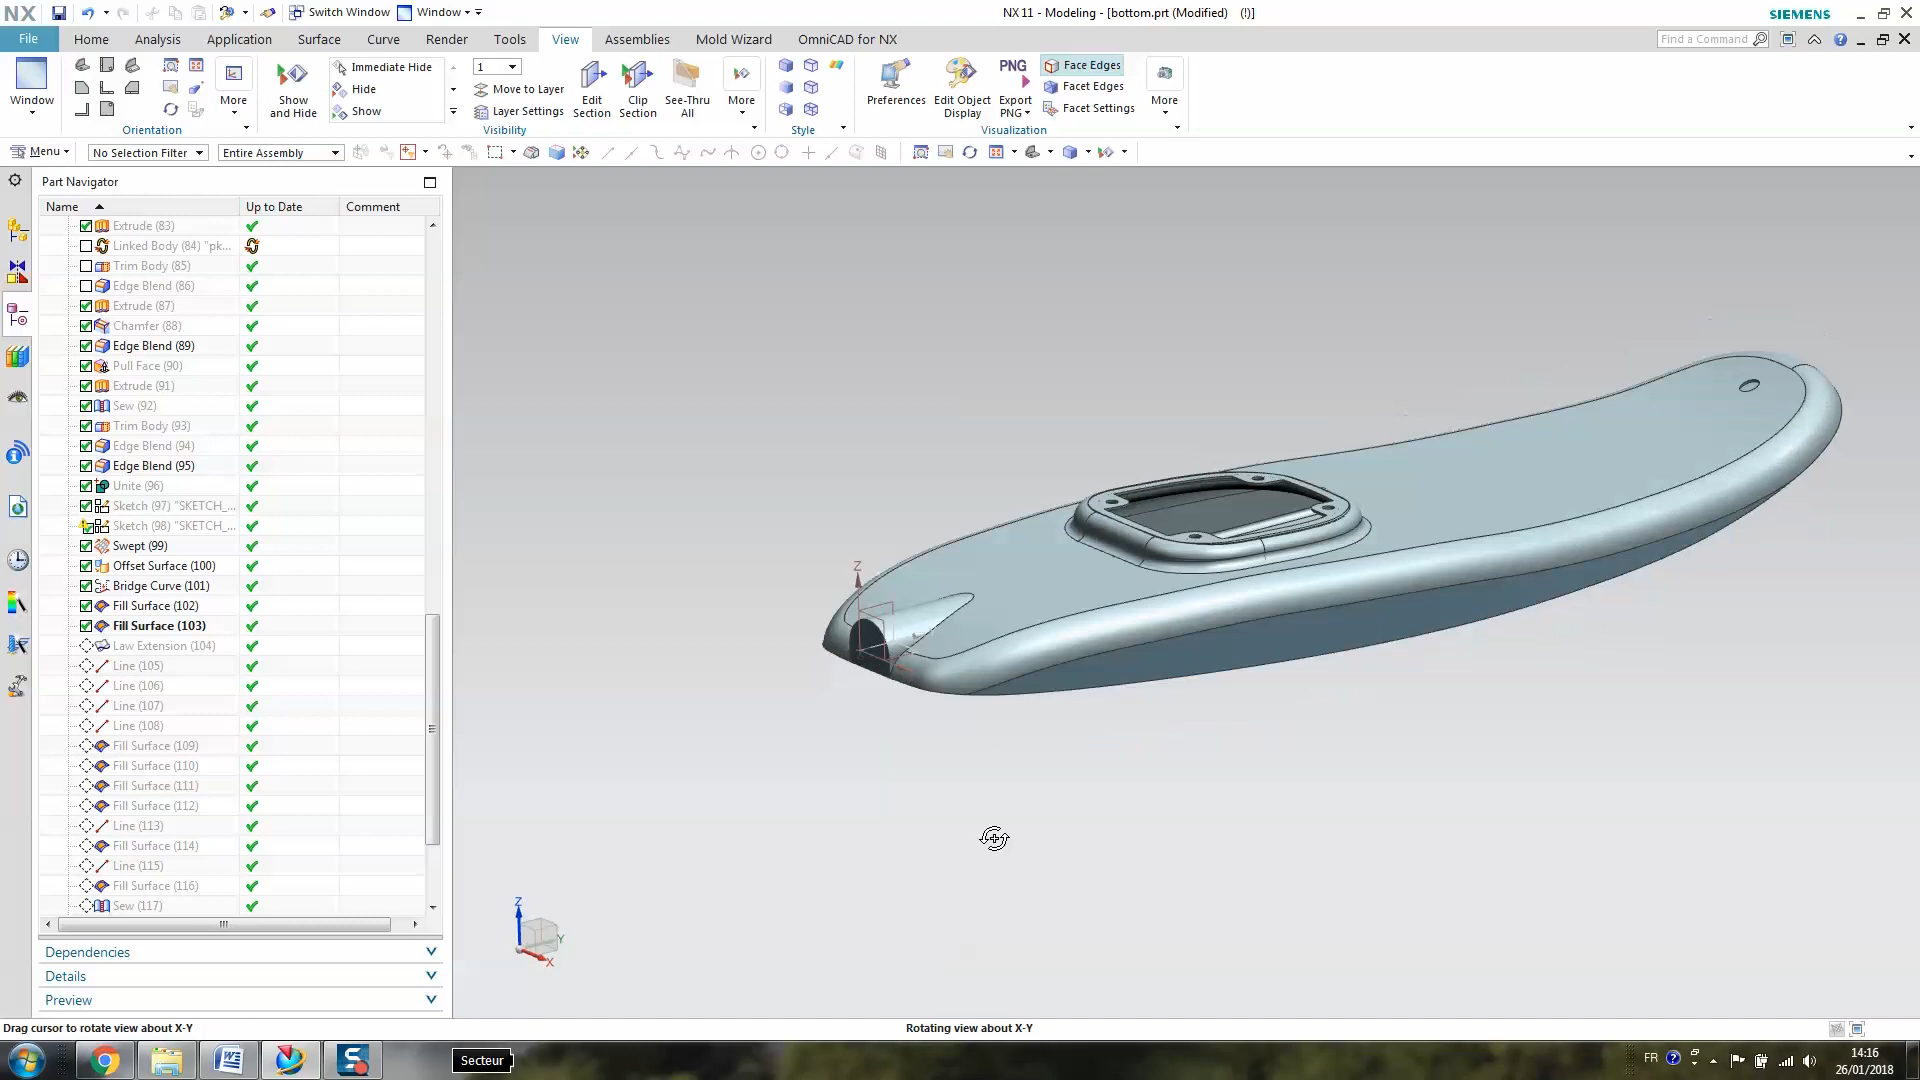 NX
Switch Window
Window
NX 11 - Modeling - [bottom.prt (Modified) (!)]
SIEMENS
File
Home
Analysis
Application
Surface
Curve
Render
Tools
View
Assemblies
Mold Wizard
OmniCAD for NX
Find a Command
Window
More
Orientation
Show and Hide
Immediate Hide
Hide
Show
1
Move to Layer
Layer Settings
Visibility
Edit Section
Clip Section
See-Thru All
More
Style
Preferences
Edit Object Display
PNG
Export PNG
Face Edges
Facet Edges
Facet Settings
Visualization
More
Menu
No Selection Filter
Entire Assembly
Part Navigator
Name
Up to Date
Comment
Extrude (83)
Linked Body (84) "pk...
Trim Body (85)
Edge Blend (86)
Extrude (87)
Chamfer (88)
Edge Blend (89)
Pull Face (90)
Extrude (91)
Sew (92)
Trim Body (93)
Edge Blend (94)
Edge Blend (95)
Unite (96)
Sketch (97) "SKETCH_...
Sketch (98) "SKETCH_...
Swept (99)
Offset Surface (100)
Bridge Curve (101)
Fill Surface (102)
Fill Surface (103)
Law Extension (104)
Line (105)
Line (106)
Line (107)
Line (108)
Fill Surface (109)
Fill Surface (110)
Fill Surface (111)
Fill Surface (112)
Line (113)
Fill Surface (114)
Line (115)
Fill Surface (116)
Sew (117)
Dependencies
Details
Preview
Z
Z
Y
X
Drag cursor to rotate view about X-Y
Rotating view about X-Y
Secteur
FR
14:16
26/01/2018